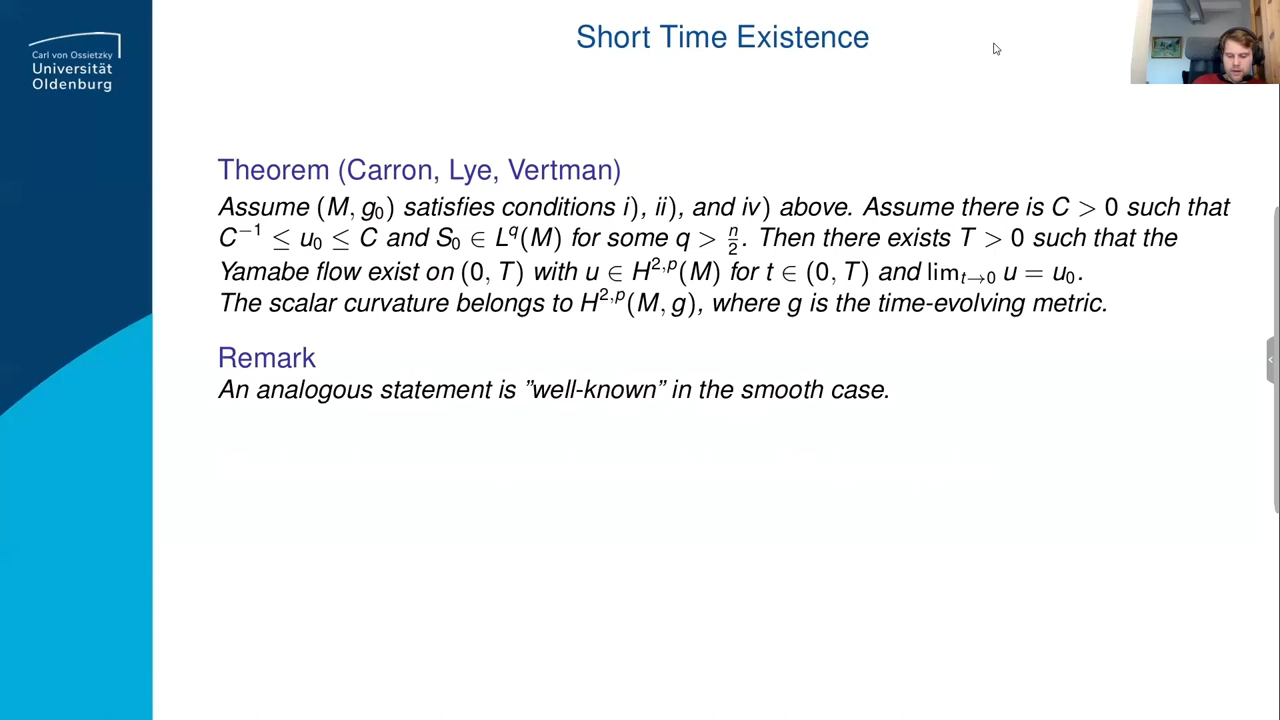 Carl von Ossietzky
Universität
Oldenburg
Short Time Existence
Theorem (Carron, Lye, Vertman)
Assume (M, g₀) satisfies conditions i), ii), and iv) above. Assume there is C > 0 such that
C⁻¹ ≤ u₀ ≤ C and S₀ ∈ L^q(M) for some q > n/2. Then there exists T > 0 such that the
Yamabe flow exist on (0, T) with u ∈ H^{2,p}(M) for t ∈ (0, T) and lim_{t→0} u = u₀.
The scalar curvature belongs to H^{2,p}(M, g), where g is the time-evolving metric.
Remark
An analogous statement is ”well-known” in the smooth case.